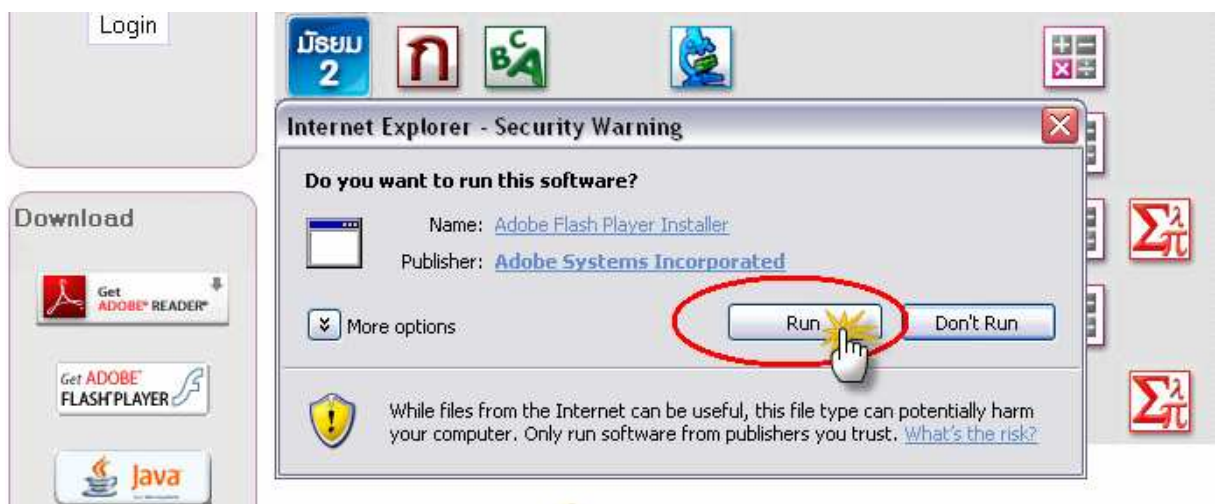 Login
มัธยม
2
ก
BCA
Internet Explorer - Security Warning
Do you want to run this software?
Name: Adobe Flash Player Installer
Publisher: Adobe Systems Incorporated
More options
Run
Don't Run
While files from the Internet can be useful, this file type can potentially harm
your computer. Only run software from publishers you trust. What's the risk?
Download
Get
ADOBE® READER®
Get ADOBE®
FLASH® PLAYER
Java
Σλπ
Σλπ